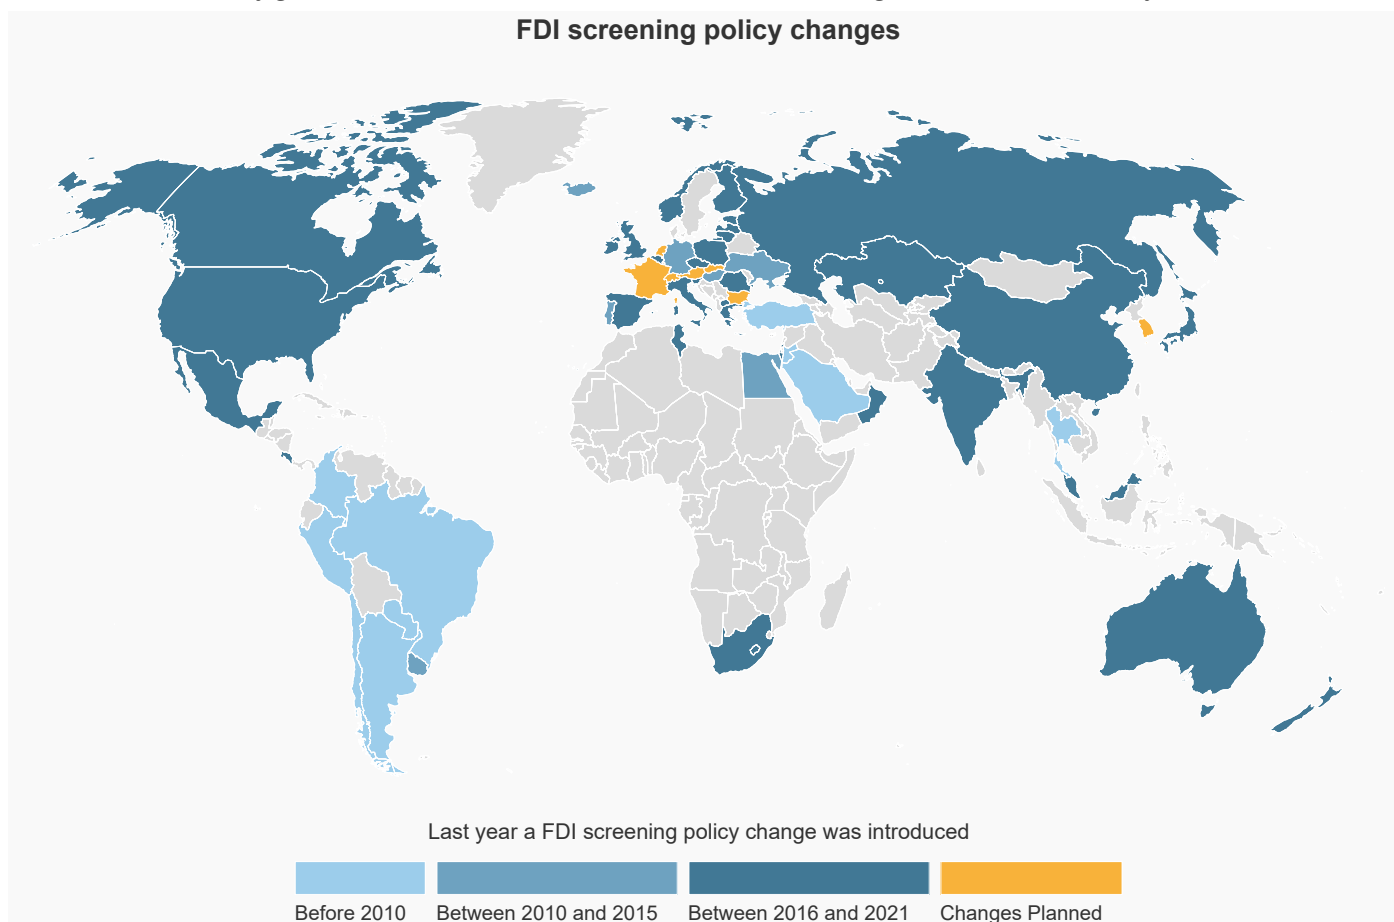 FDI screening policy changes
Last year a FDI screening policy change was introduced
Before 2010
Between 2010 and 2015
Between 2016 and 2021
Changes Planned